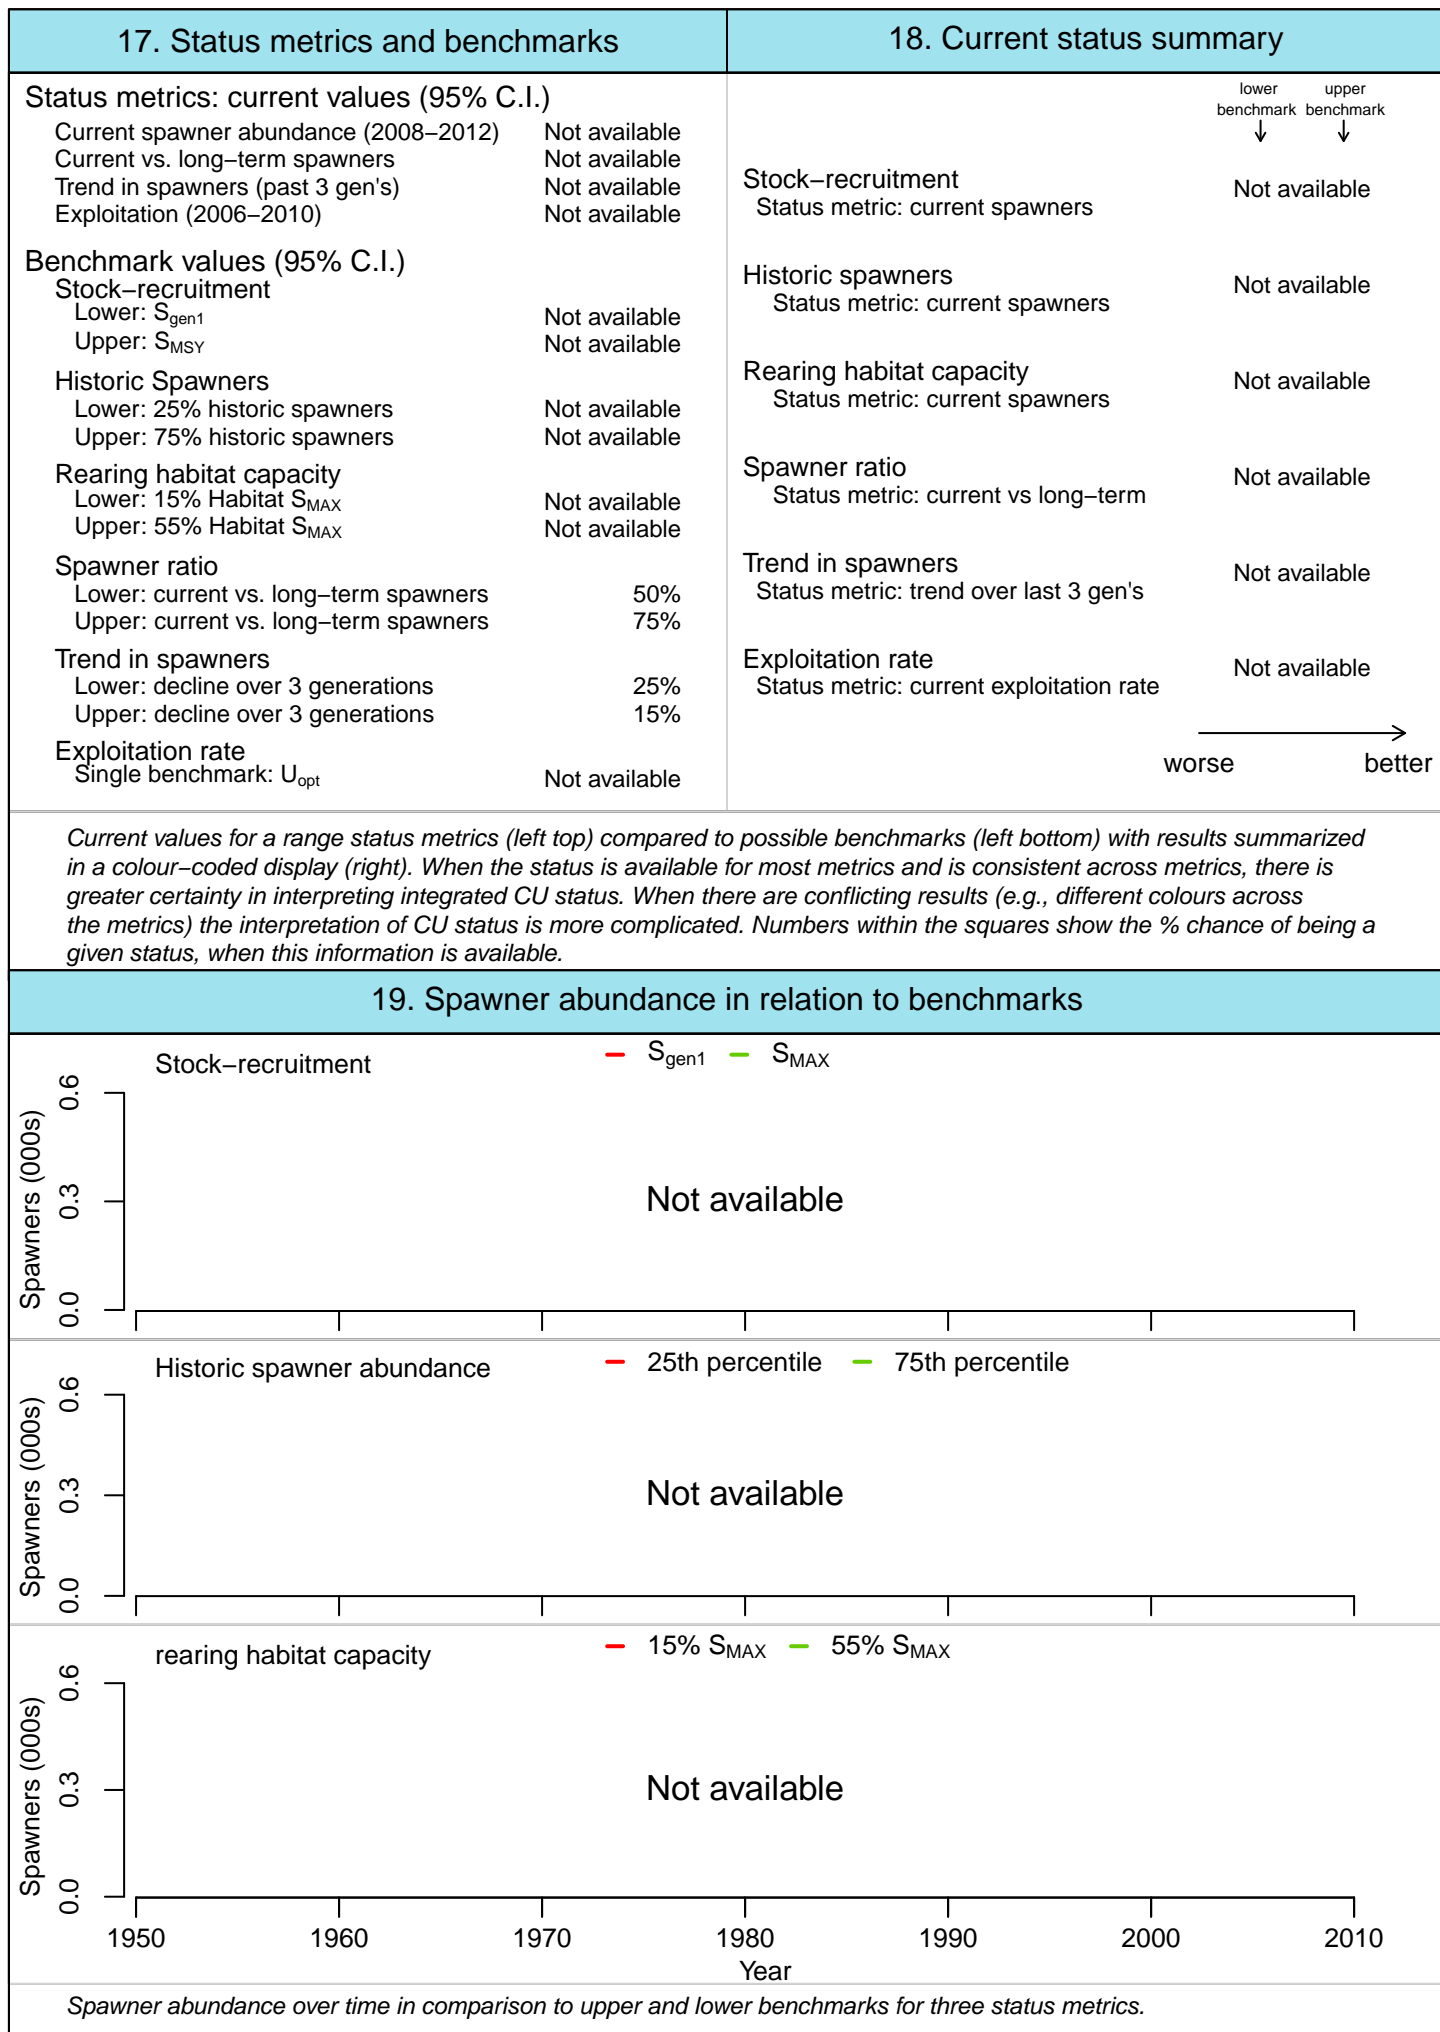 17. Status metrics and benchmarks
Status metrics: current values (95% C.I.)
Current spawner abundance (2008−2012) Not available
Current vs. long−term spawners Not available
Trend in spawners (past 3 gen's) Not available
Exploitation (2006−2010) Not available
Benchmark values (95% C.I.)
Stock−recruitment
Lower: Sgen1 Not available
Upper: SMSY Not available
Historic Spawners
Lower: 25% historic spawners Not available
Upper: 75% historic spawners Not available
Rearing habitat capacity
Lower: 15% Habitat SMAX Not available
Upper: 55% Habitat SMAX Not available
Spawner ratio
Lower: current vs. long−term spawners 50%
Upper: current vs. long−term spawners 75%
Trend in spawners
Lower: decline over 3 generations 25%
Upper: decline over 3 generations 15%
Exploitation rate
Single benchmark: Uopt Not available
18. Current status summary
lower upper
benchmark benchmark
Stock−recruitment Not available
Status metric: current spawners
Historic spawners Not available
Status metric: current spawners
Rearing habitat capacity Not available
Status metric: current spawners
Spawner ratio Not available
Status metric: current vs long−term
Trend in spawners Not available
Status metric: trend over last 3 gen's
Exploitation rate Not available
Status metric: current exploitation rate
worse better
Current values for a range status metrics (left top) compared to possible benchmarks (left bottom) with results summarized
in a colour−coded display (right). When the status is available for most metrics and is consistent across metrics, there is
greater certainty in interpreting integrated CU status. When there are conflicting results (e.g., different colours across
the metrics) the interpretation of CU status is more complicated. Numbers within the squares show the % chance of being a
given status, when this information is available.
19. Spawner abundance in relation to benchmarks
Stock−recruitment Sgen1 SMAX
Spawners (000s)
0.6
0.3
0.0
Not available
Historic spawner abundance 25th percentile 75th percentile
Spawners (000s)
0.6
0.3
0.0
Not available
rearing habitat capacity 15% SMAX 55% SMAX
Spawners (000s)
0.6
0.3
0.0
Not available
1950 1960 1970 1980 1990 2000 2010
Year
Spawner abundance over time in comparison to upper and lower benchmarks for three status metrics.